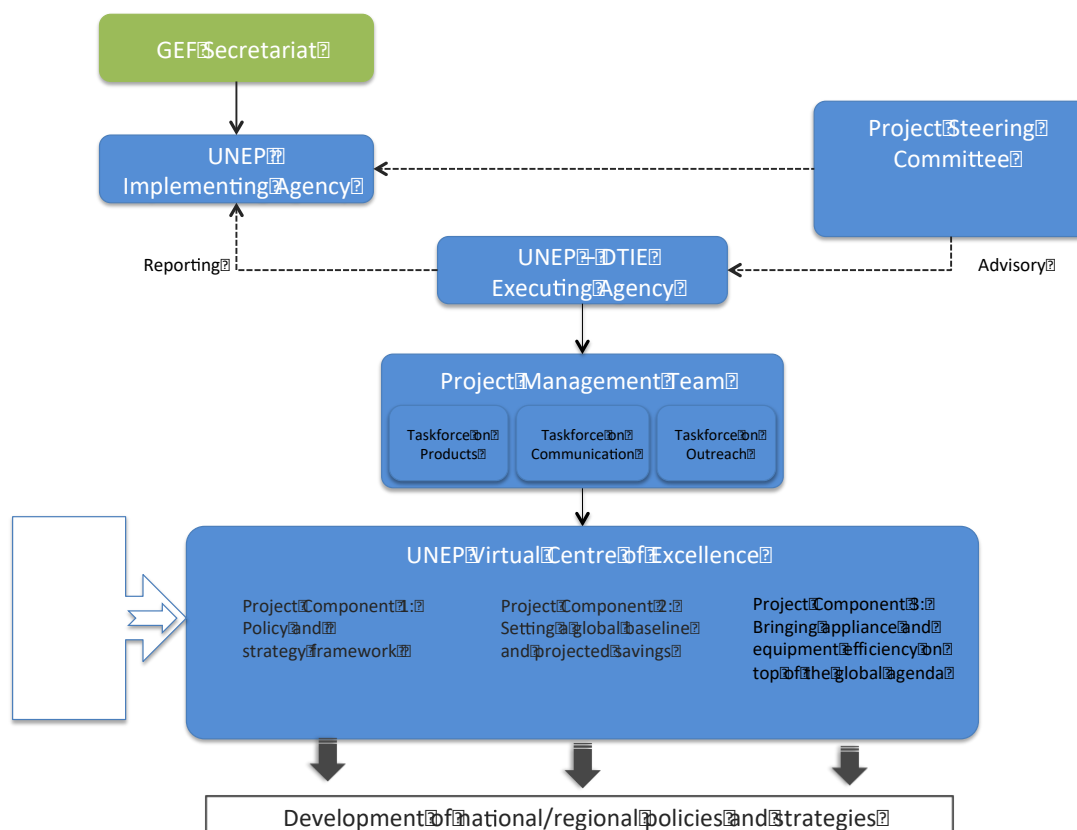 GEF Secretariat
UNEP
Implementing Agency
Project Steering
Committee
Reporting
UNEP – DTIE
Executing Agency
Advisory
Project Management Team
Taskforce on
Products
Taskforce on
Communication
Taskforce on
Outreach
UNEP Virtual Centre of Excellence
Project Component 1:
Policy and
strategy framework
Project Component 2:
Setting a global baseline
and projected savings
Project Component 3:
Bringing appliance and
equipment efficiency on
top of the global agenda
Development of national/regional policies and strategies